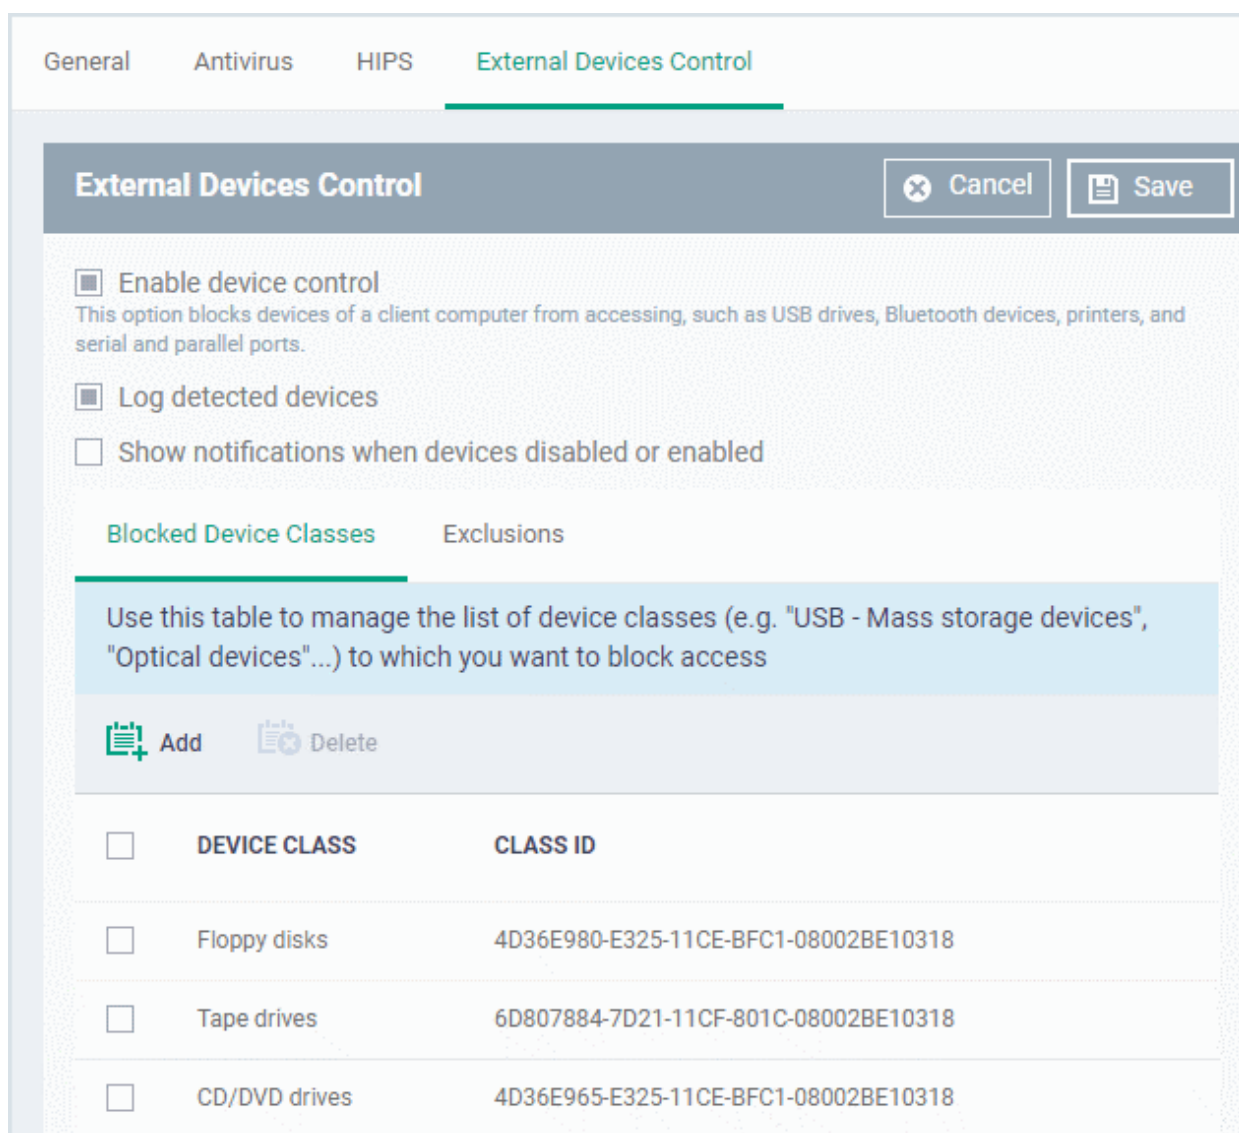 General Antivirus HIPS External Devices Control
External Devices Control Cancel Save
Enable device control
This option blocks devices of a client computer from accessing, such as USB drives, Bluetooth devices, printers, and
serial and parallel ports.
Log detected devices
Show notifications when devices disabled or enabled
Blocked Device Classes Exclusions
Use this table to manage the list of device classes (e.g. "USB - Mass storage devices",
"Optical devices"...) to which you want to block access
Add Delete
DEVICE CLASS CLASS ID
Floppy disks 4D36E980-E325-11CE-BFC1-08002BE10318
Tape drives 6D807884-7D21-11CF-801C-08002BE10318
CD/DVD drives 4D36E965-E325-11CE-BFC1-08002BE10318